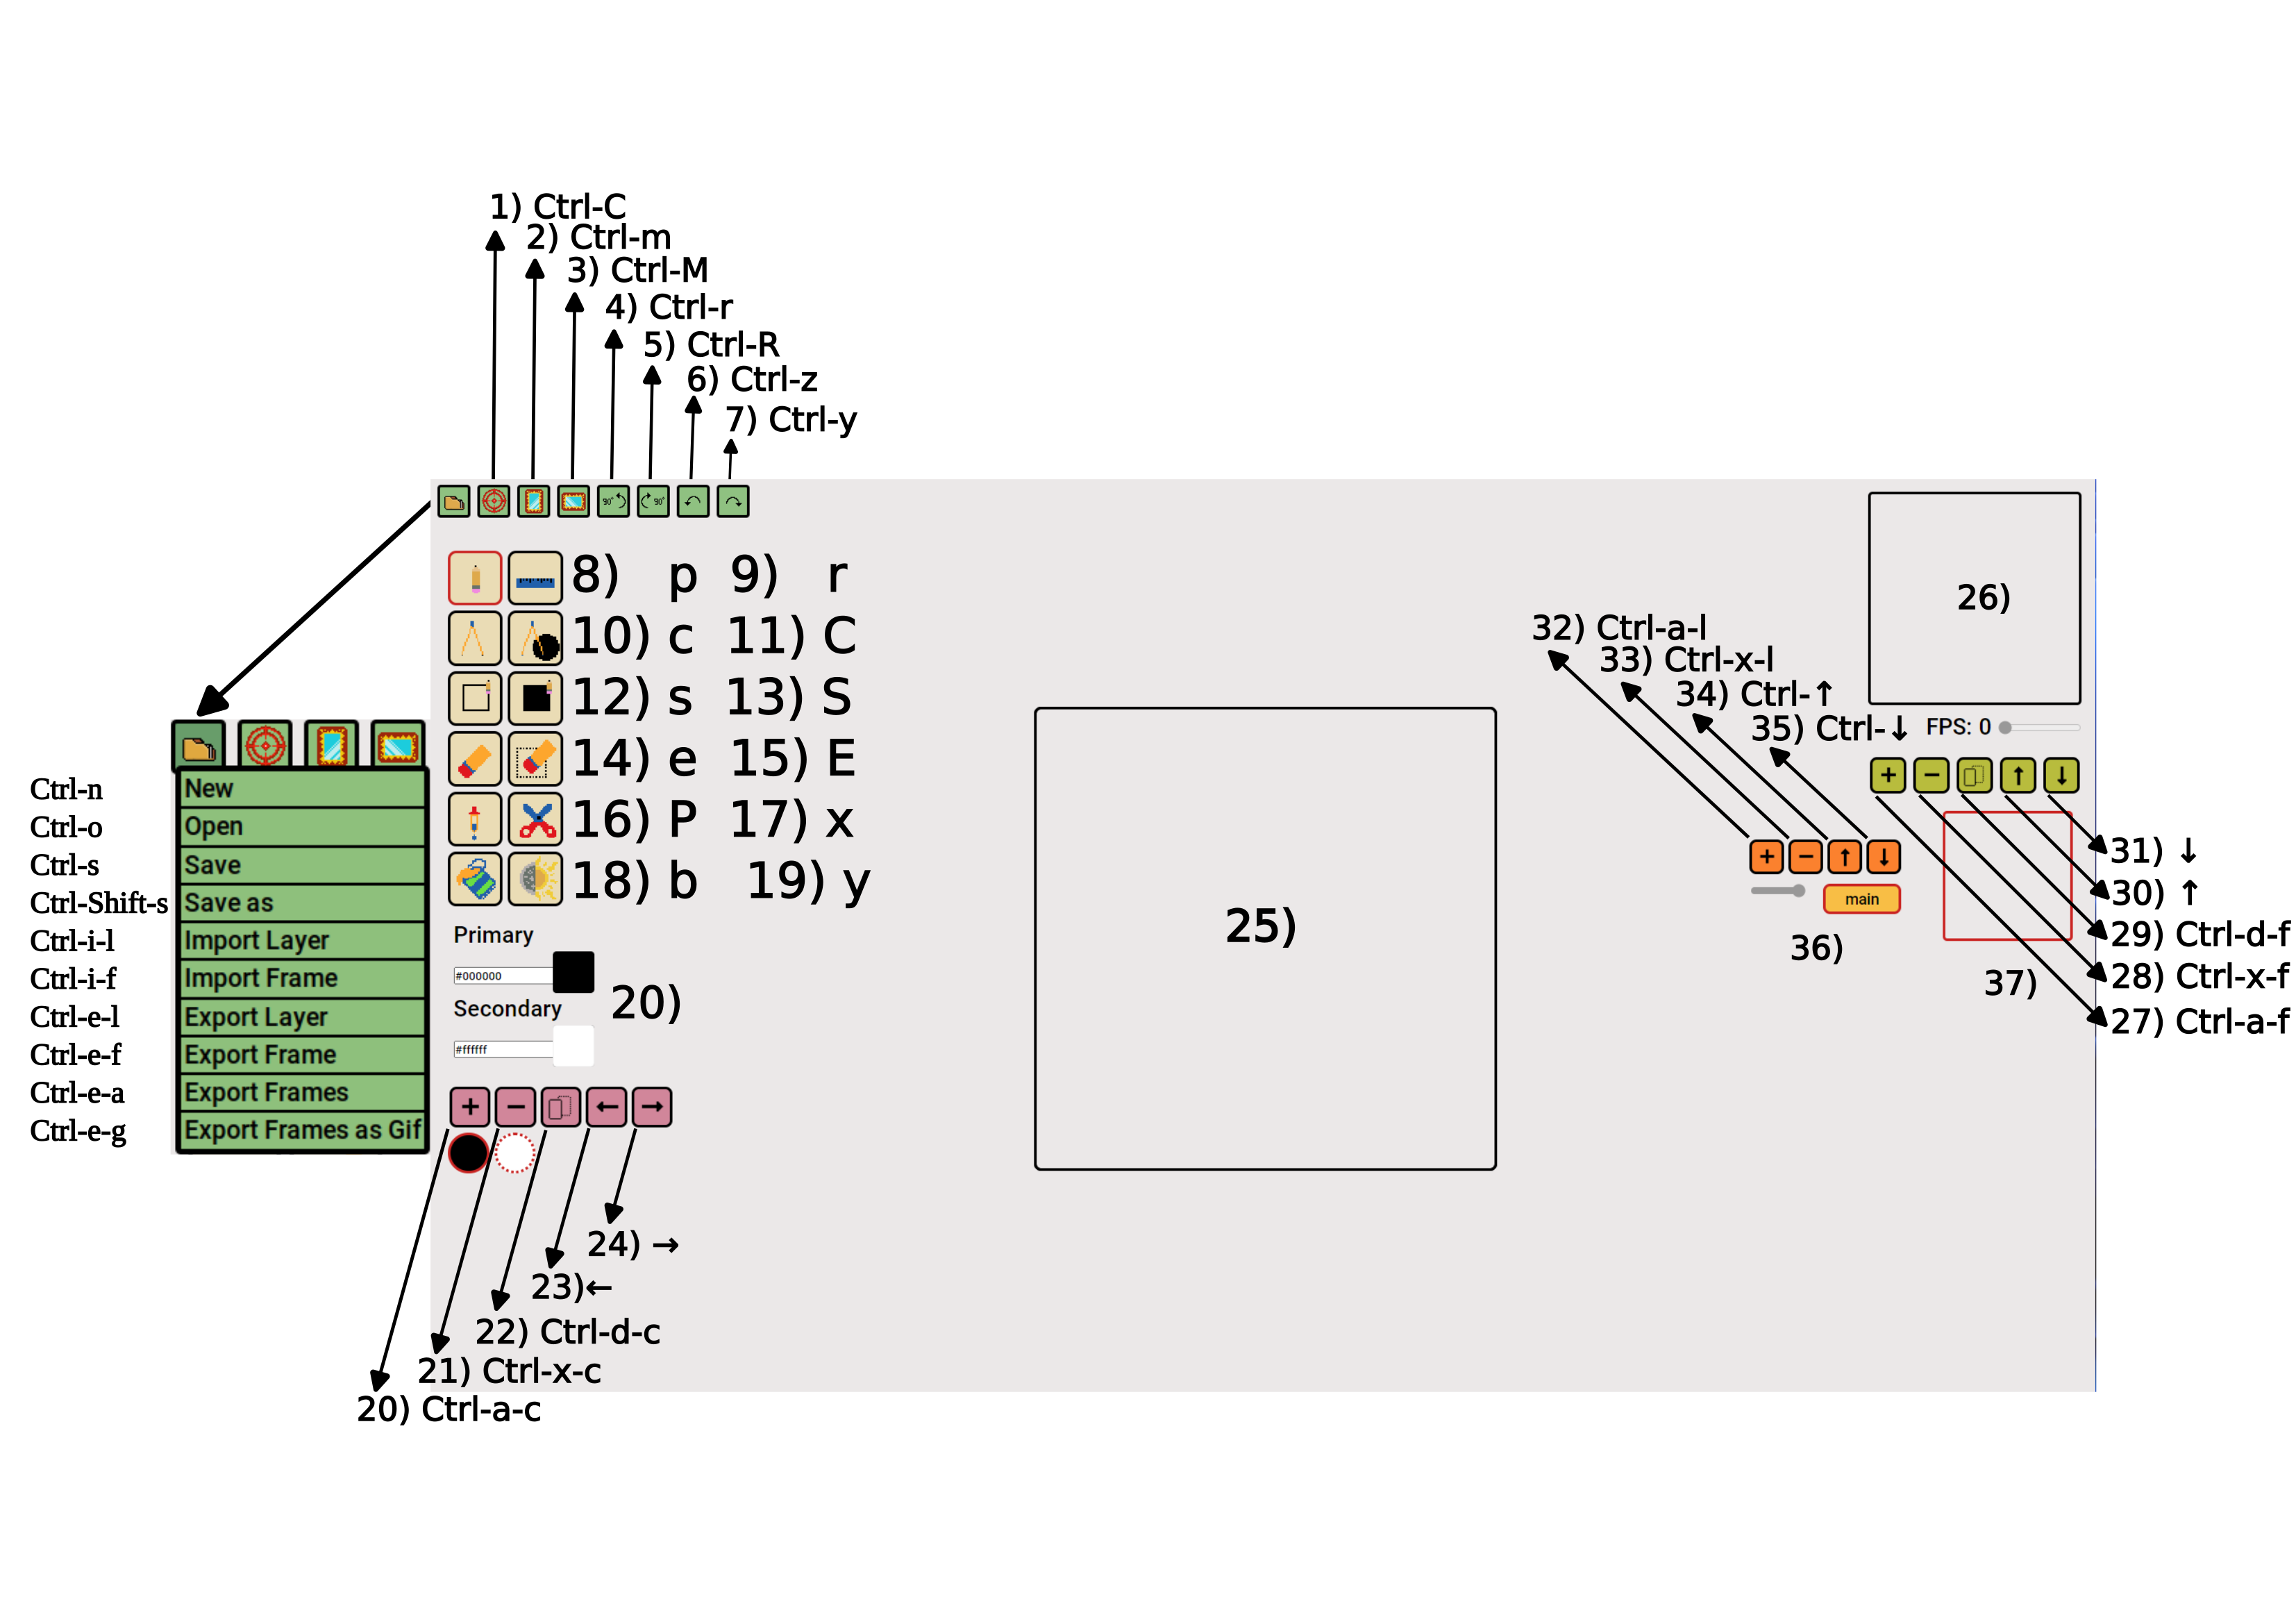 1) Ctrl-C
2) Ctrl-m
3) Ctrl-M
4) Ctrl-r
5) Ctrl-R
6) Ctrl-z
7) Ctrl-y
90° 90°
8) p 9) r
10) c 11) C
12) s 13) S
14) e 15) E
16) P 17) x
18) b 19) y
Primary
#000000
20)
Secondary
#ffffff
+ − ← →
24) →
23)←
22) Ctrl-d-c
21) Ctrl-x-c
20) Ctrl-a-c
Ctrl-n New
Ctrl-o Open
Ctrl-s Save
Ctrl-Shift-s Save as
Ctrl-i-l Import Layer
Ctrl-i-f Import Frame
Ctrl-e-l Export Layer
Ctrl-e-f Export Frame
Ctrl-e-a Export Frames
Ctrl-e-g Export Frames as Gif
25)
26)
FPS: 0
32) Ctrl-a-l
33) Ctrl-x-l
34) Ctrl-↑
35) Ctrl-↓
+ − ↑ ↓
+ − ↑ ↓
main
36)
37)
31) ↓
30) ↑
29) Ctrl-d-f
28) Ctrl-x-f
27) Ctrl-a-f